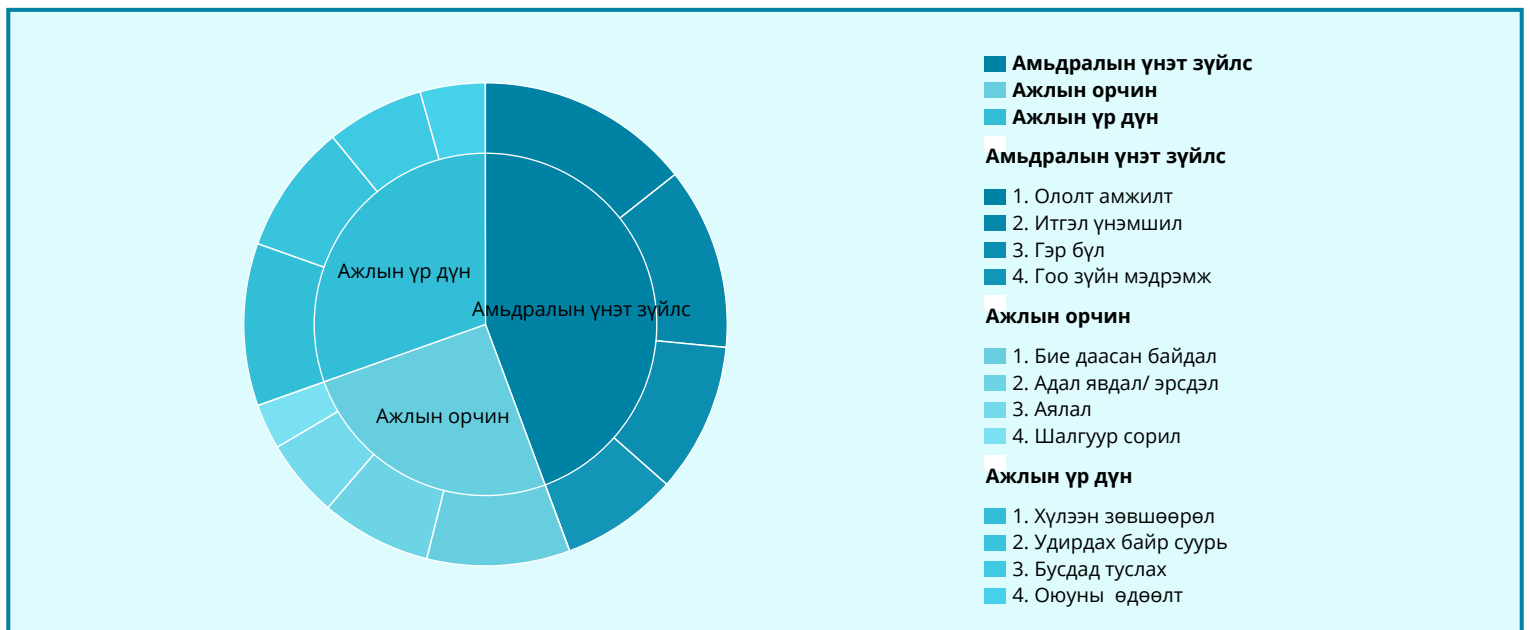 Ажлын үр дүн
Амьдралын үнэт зүйлс
Ажлын орчин
Амьдралын үнэт зүйлс
Ажлын орчин
Ажлын үр дүн
Амьдралын үнэт зүйлс
1. Ололт амжилт
2. Итгэл үнэмшил
3. Гэр бүл
4. Гоо зүйн мэдрэмж
Ажлын орчин
1. Бие даасан байдал
2. Адал явдал/ эрсдэл
3. Аялал
4. Шалгуур сорил
Ажлын үр дүн
1. Хүлээн зөвшөөрөл
2. Удирдах байр суурь
3. Бусдад туслах
4. Оюуны  өдөөлт